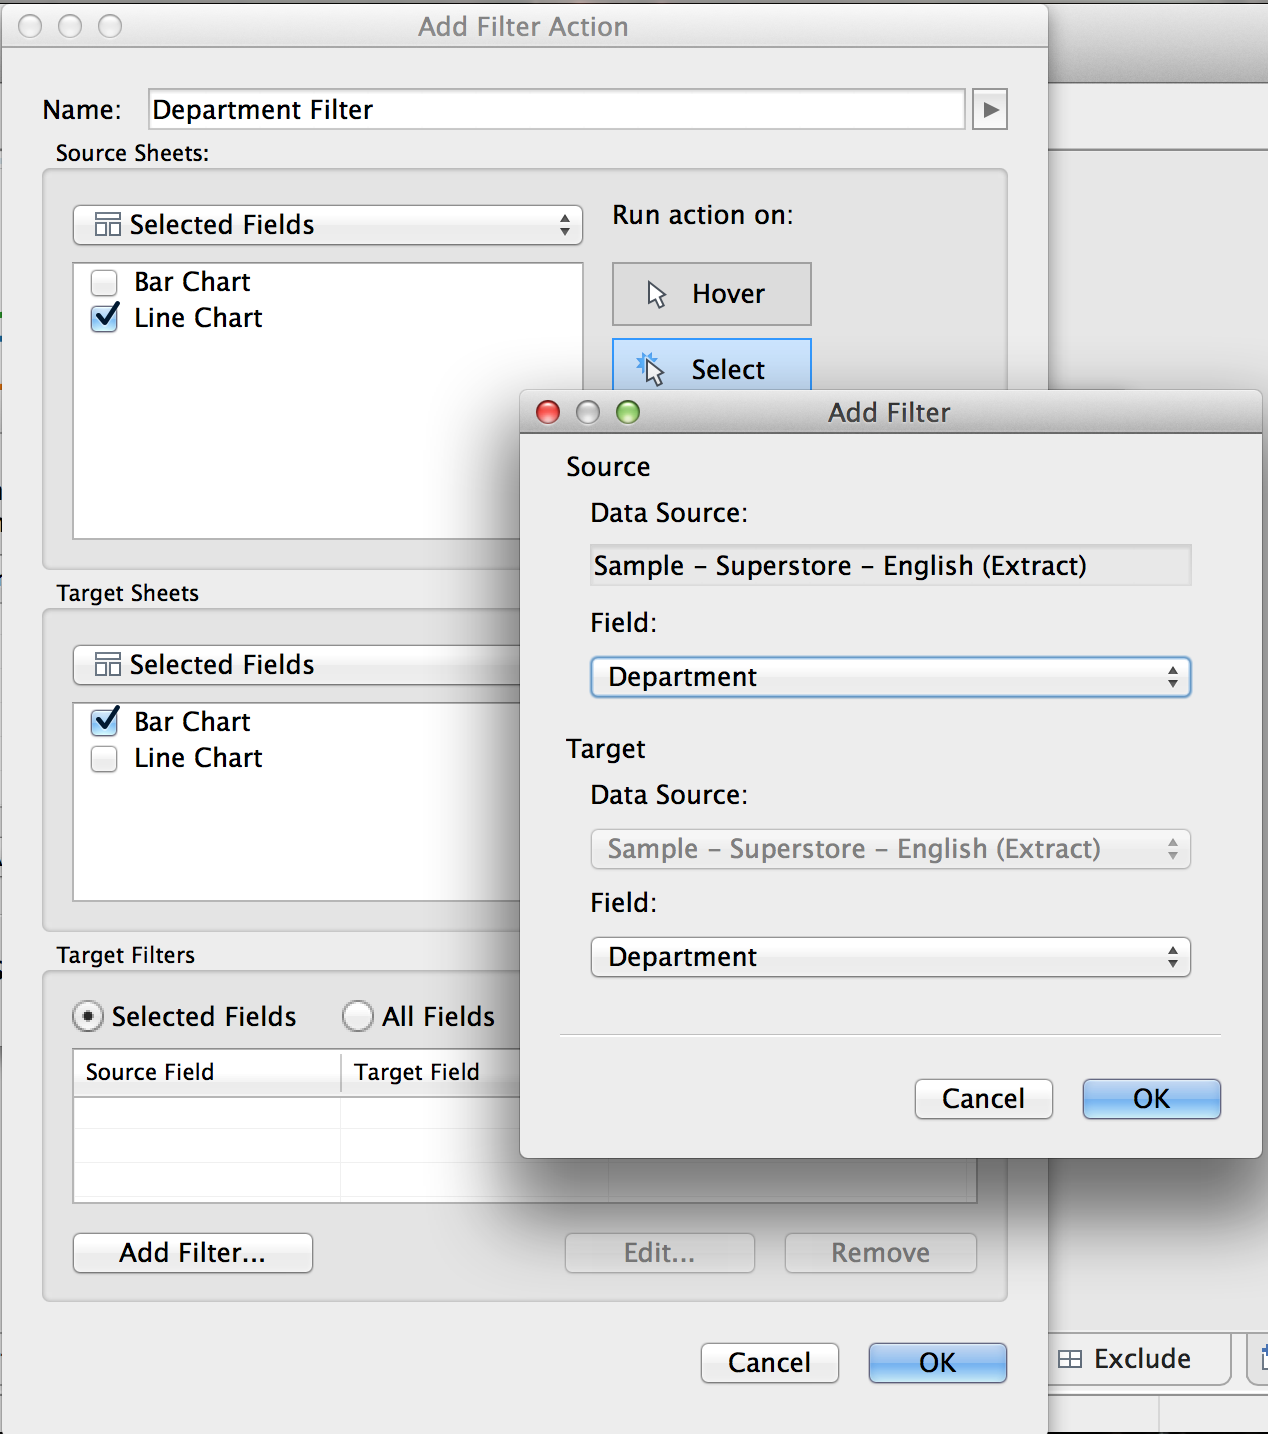 Add Filter Action
Name: Department Filter
Source Sheets:
Selected Fields
Bar Chart
Line Chart
Run action on:
Hover
Select
Target Sheets
Selected Fields
Bar Chart
Line Chart
Target Filters
Selected Fields All Fields
Source Field Target Field
Add Filter... Edit... Remove
Cancel OK
Add Filter
Source
Data Source:
Sample - Superstore - English (Extract)
Field:
Department
Target
Data Source:
Sample - Superstore - English (Extract)
Field:
Department
Cancel OK
Exclude